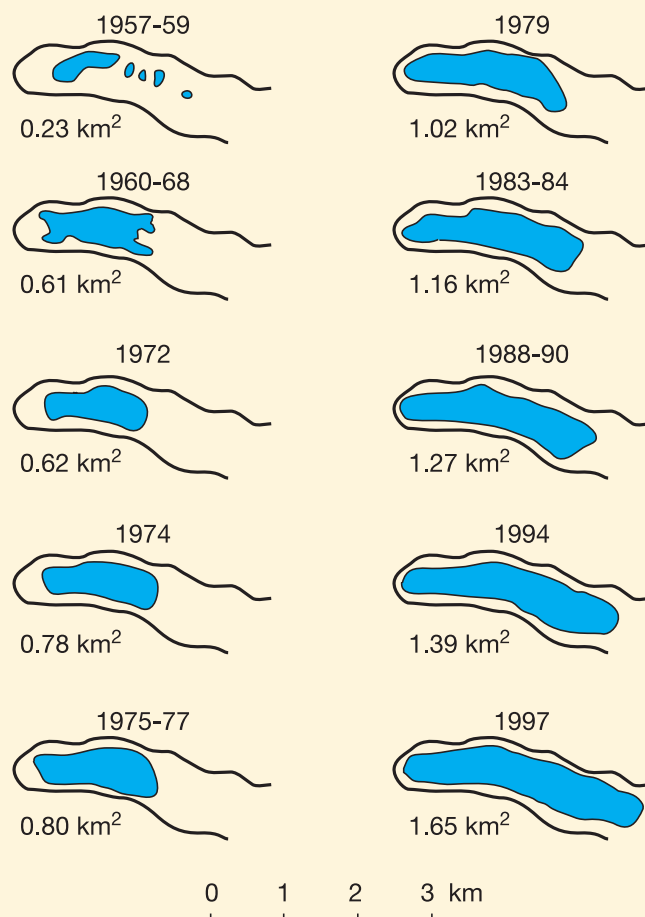 1957-59
0.23 km²
1960-68
0.61 km²
1972
0.62 km²
1974
0.78 km²
1975-77
0.80 km²
1979
1.02 km²
1983-84
1.16 km²
1988-90
1.27 km²
1994
1.39 km²
1997
1.65 km²
0 1 2 3 km